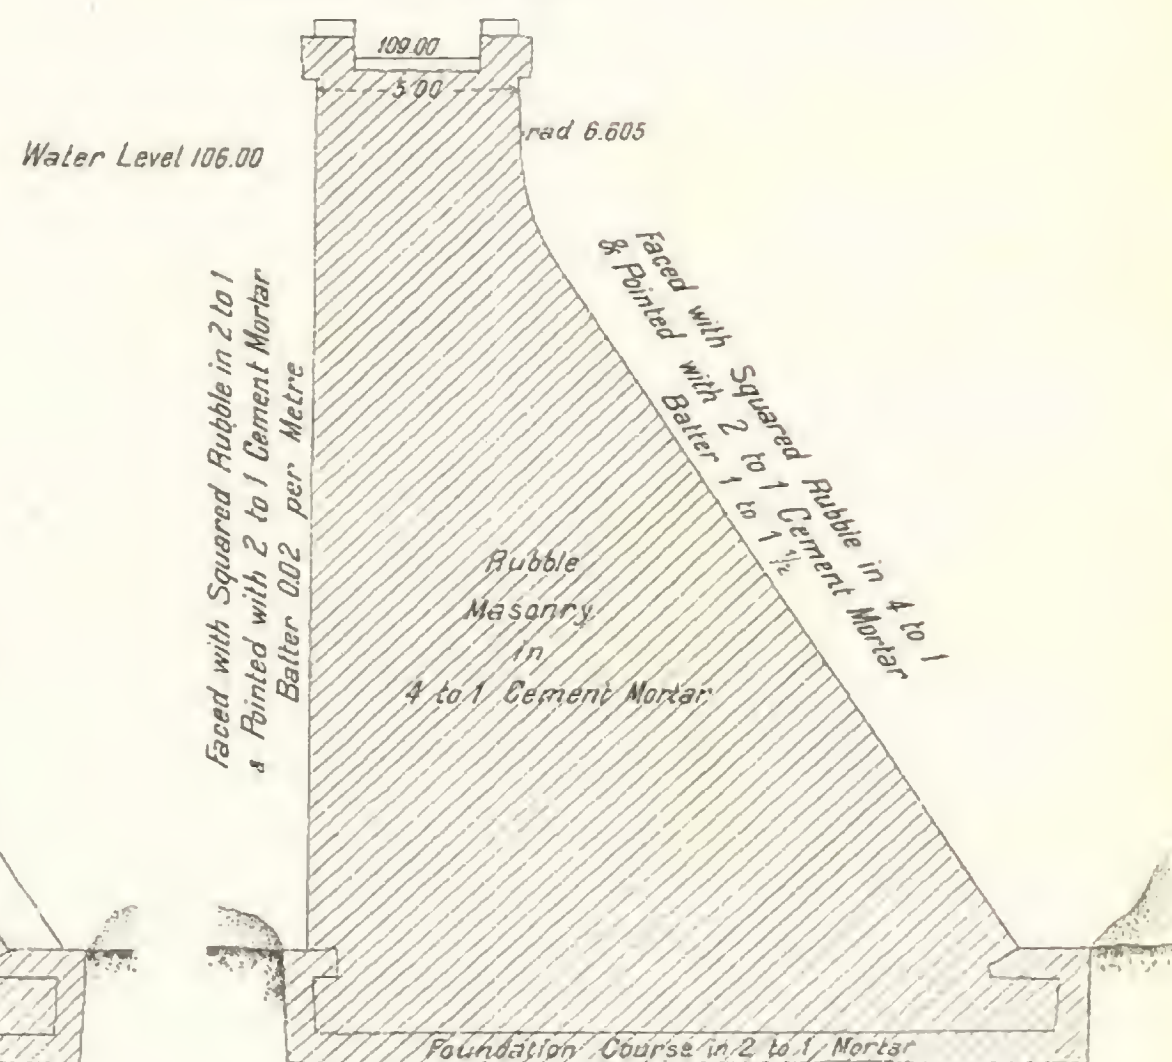 109.00
5.00
rad 6.605
Water Level 106.00
Faced with Squared Rubble in 2 to 1
& Pointed with 2 to 1 Cement Mortar
Batter 0.02 per Metre
Faced with Squared Rubble in 4 to 1
& Pointed with 2 to 1 Cement Mortar
Batter 1 to 1 1/2
Rubble
Masonry
in
4 to 1 Cement Mortar
Foundation Course in 2 to 1 Mortar